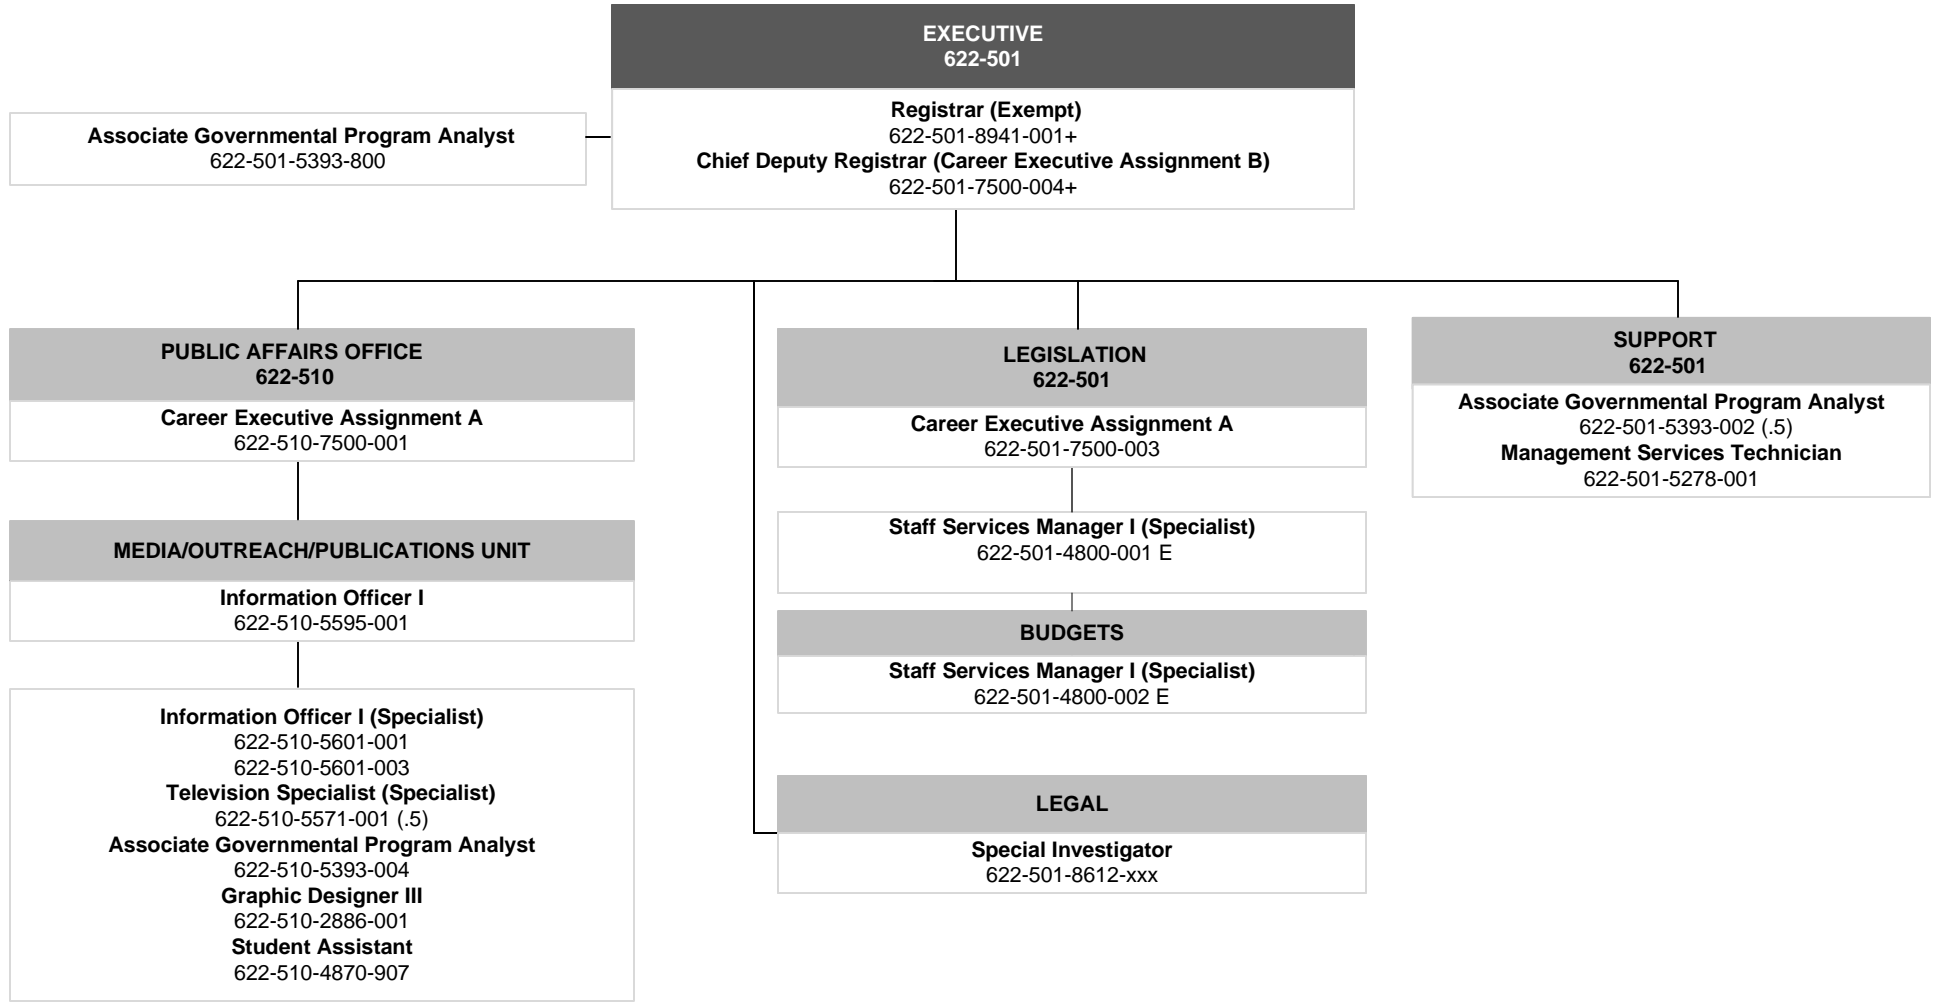 EXECUTIVE
622-501
Registrar (Exempt)
622-501-8941-001+
Chief Deputy Registrar (Career Executive Assignment B)
622-501-7500-004+
Associate Governmental Program Analyst
622-501-5393-800
PUBLIC AFFAIRS OFFICE
622-510
Career Executive Assignment A
622-510-7500-001
MEDIA/OUTREACH/PUBLICATIONS UNIT
Information Officer I
622-510-5595-001
Information Officer I (Specialist)
622-510-5601-001
622-510-5601-003
Television Specialist (Specialist)
622-510-5571-001 (.5)
Associate Governmental Program Analyst
622-510-5393-004
Graphic Designer III
622-510-2886-001
Student Assistant
622-510-4870-907
LEGISLATION
622-501
Career Executive Assignment A
622-501-7500-003
Staff Services Manager I (Specialist)
622-501-4800-001 E
BUDGETS
Staff Services Manager I (Specialist)
622-501-4800-002 E
LEGAL
Special Investigator
622-501-8612-xxx
SUPPORT
622-501
Associate Governmental Program Analyst
622-501-5393-002 (.5)
Management Services Technician
622-501-5278-001